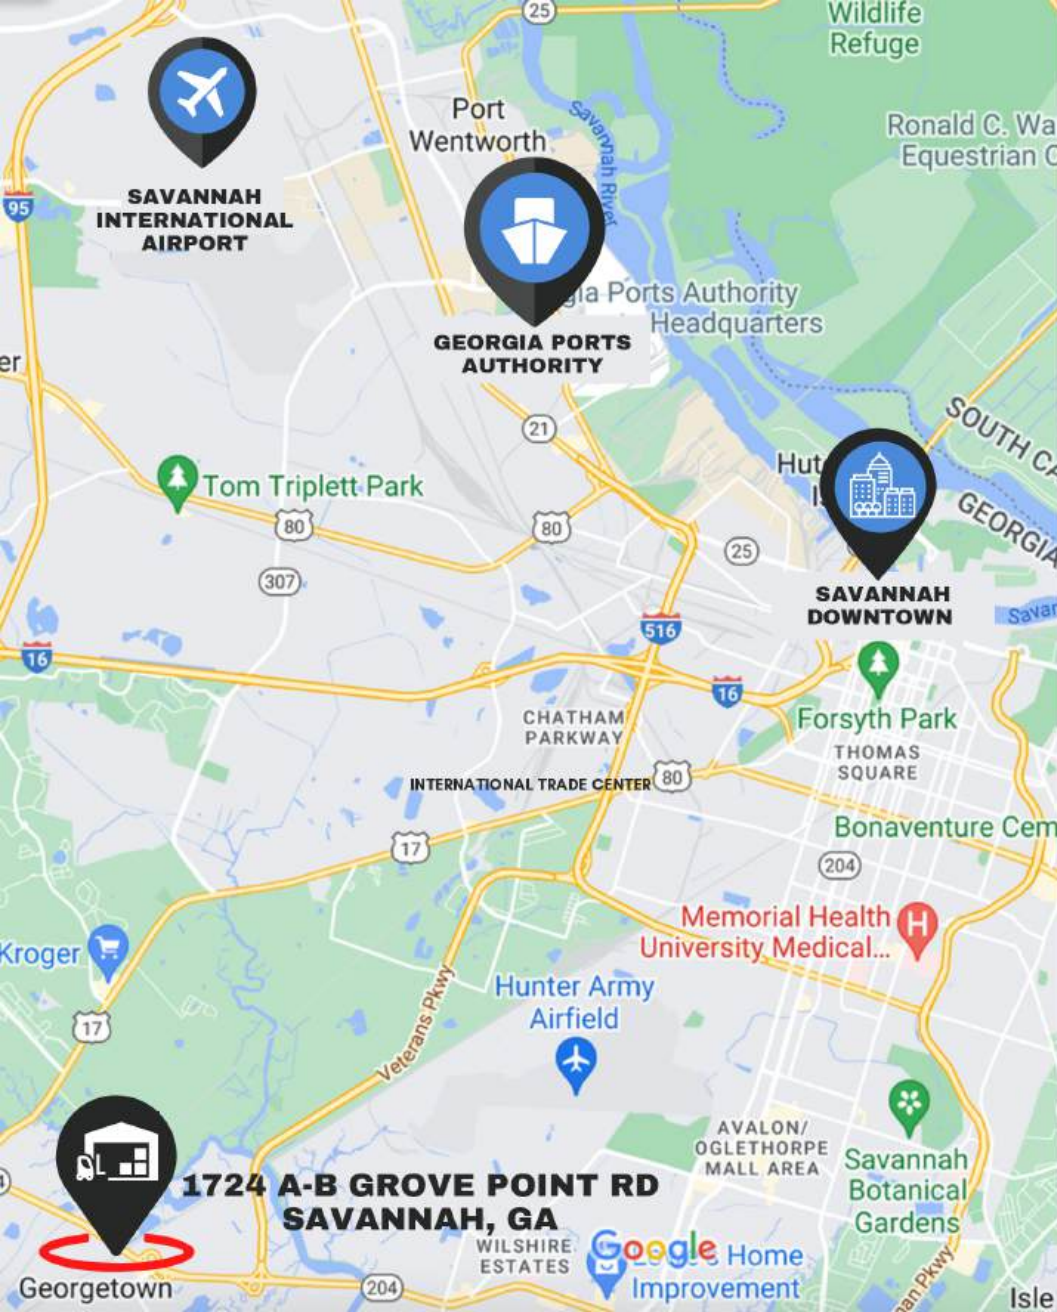 25
Wildlife
Refuge
Port
Wentworth
Savannah River
Ronald C. Wa
Equestrian C
95
SAVANNAH
INTERNATIONAL
AIRPORT
gia Ports Authority
Headquarters
GEORGIA PORTS
AUTHORITY
er
21
SOUTH CA
Tom Triplett Park
Hut
80
80
25
GEORGIA
307
SAVANNAH
DOWNTOWN
Savan
516
16
16
CHATHAM
PARKWAY
Forsyth Park
THOMAS
SQUARE
INTERNATIONAL TRADE CENTER
80
Bonaventure Cem
17
204
Memorial Health
University Medical...
Kroger
Hunter Army
Airfield
17
Veterans Pkwy
AVALON/
OGLETHORPE
MALL AREA
Savannah
Botanical
Gardens
1724 A-B GROVE POINT RD
SAVANNAH, GA
WILSHIRE
ESTATES
Google
Home
Improvement
an Pkwy
Georgetown
204
Isle